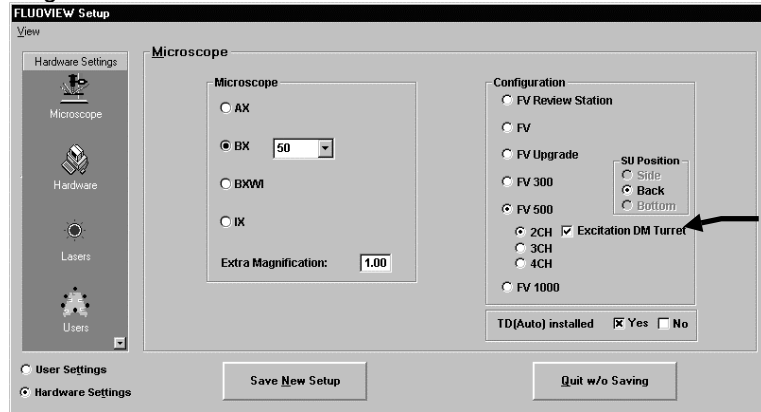 FLUOVIEW Setup
View
Hardware Settings
Microscope
Hardware
Lasers
Users
User Settings
Hardware Settings
Microscope
Microscope
AX
BX 50
BXWI
IX
Extra Magnification: 1.00
Configuration
FV Review Station
FV
FV Upgrade
FV 300
FV 500
2CH Excitation DM Turret
3CH
4CH
FV 1000
SU Position
Side
Back
Bottom
TD(Auto) installed Yes No
Save New Setup
Quit w/o Saving